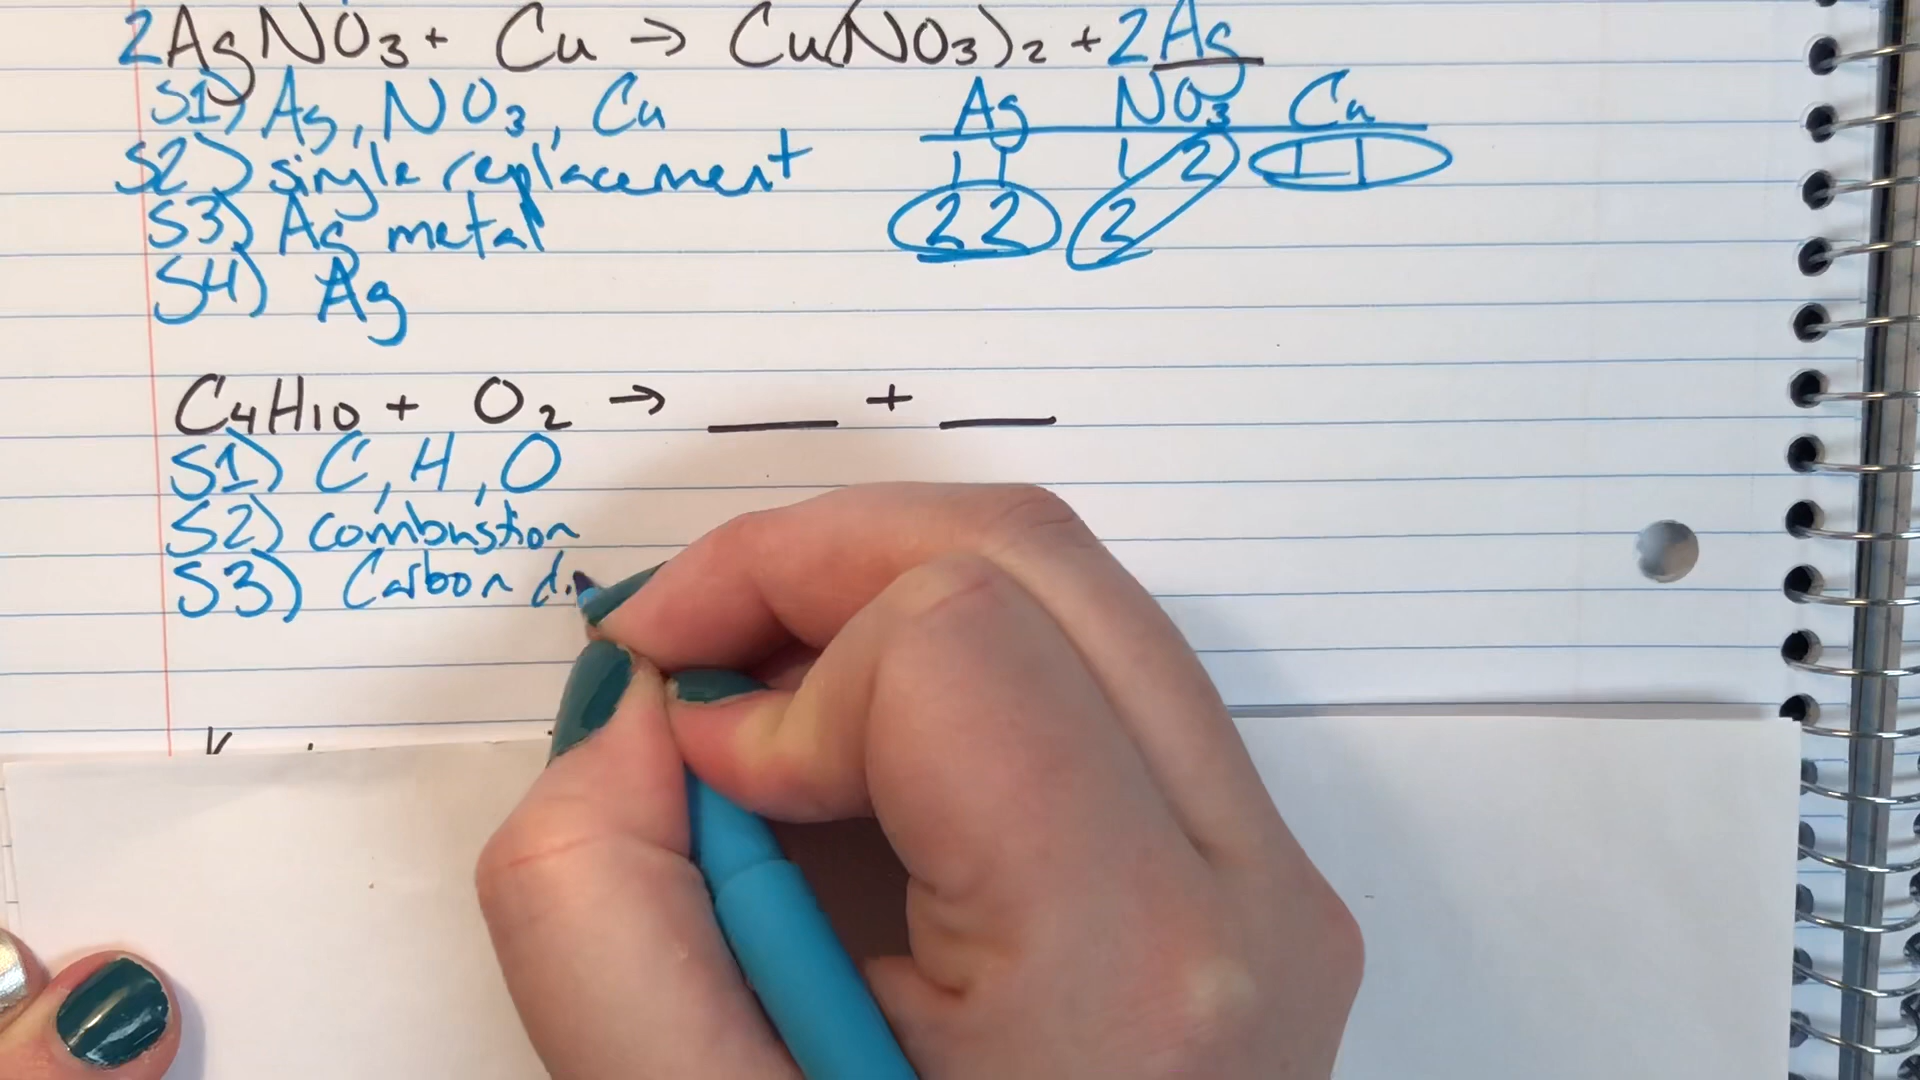 2AgNO3 + Cu → Cu(NO3)2 + 2Ag
S1) Ag, NO3, Cu
S2) single replacement
S3) Ag metal
S4) Ag
Ag NO3 Cu
1 1 1 2 1 1
2 2 2
C4H10 + O2 → ___ + ___
S1) C, H, O
S2) combustion
S3) Carbon di